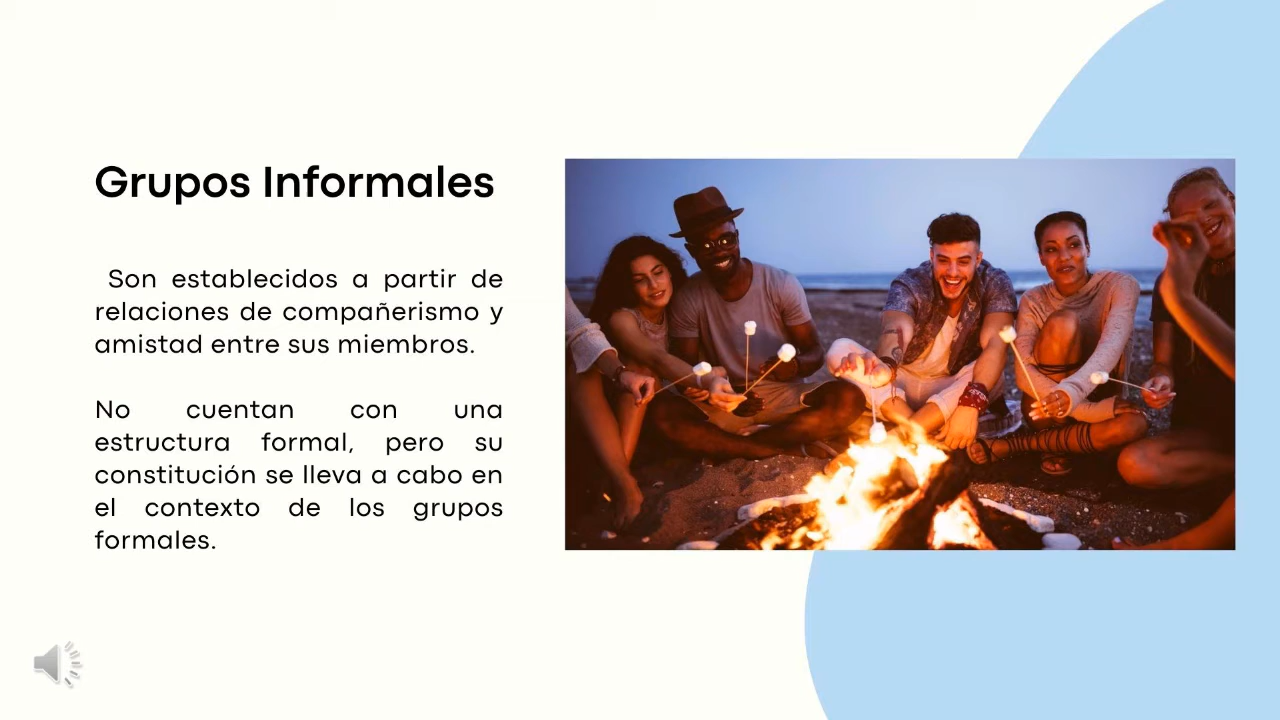 Grupos Informales
Son establecidos a partir de
relaciones de compañerismo y
amistad entre sus miembros.
No cuentan con una
estructura formal, pero su
constitución se lleva a cabo en
el contexto de los grupos
formales.